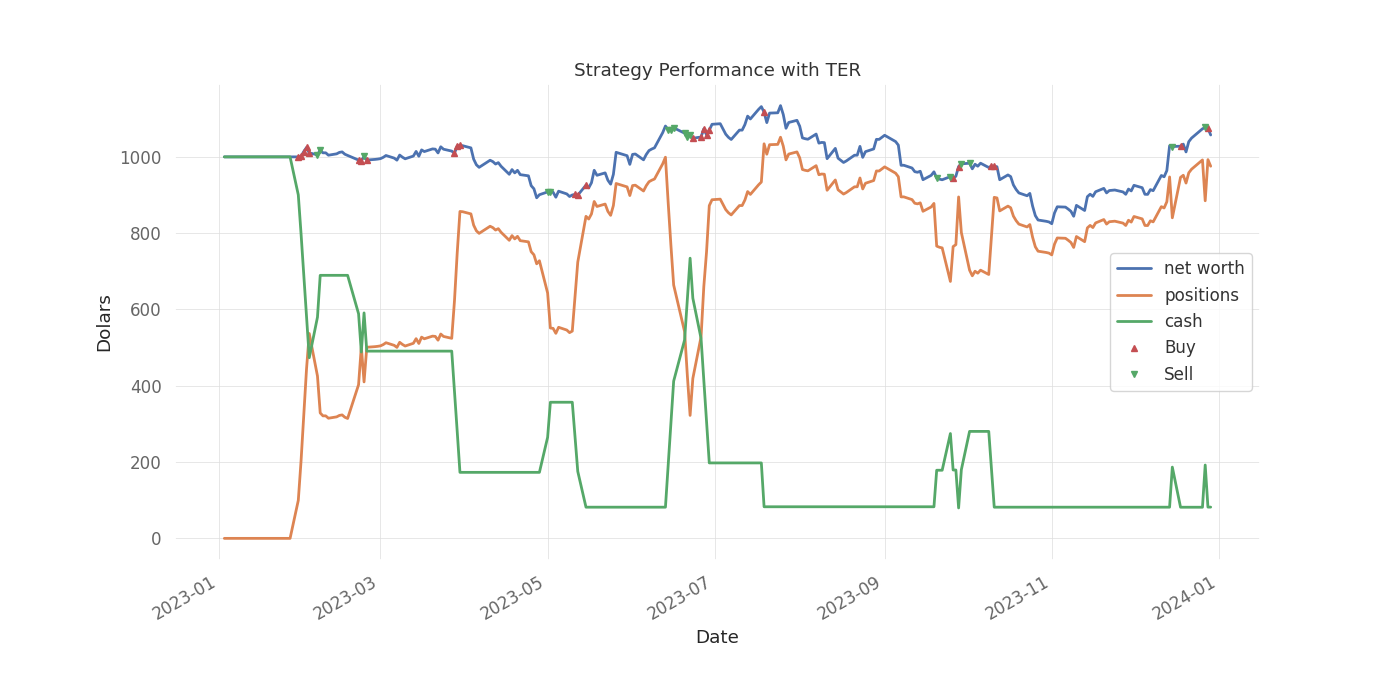 Strategy Performance with TER
1000
800
600
400
200
0
Dolars
net worth
positions
cash
Buy
Sell
2023-01
2023-03
2023-05
2023-07
2023-09
2023-11
2024-01
Date